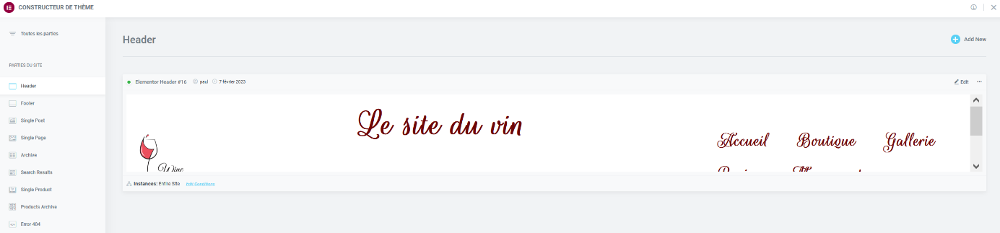 CONSTRUCTEUR DE THÈME
Toutes les parties
PARTIES DU SITE
Header
Footer
Single Post
Single Page
Archive
Search Results
Single Product
Products Archive
Error 404
Header
Add New
Elementor Header #16 paul 7 février 2023
Edit
Le site du vin
Accueil Boutique Gallerie
Wine
Instances: Entire Site Edit Conditions